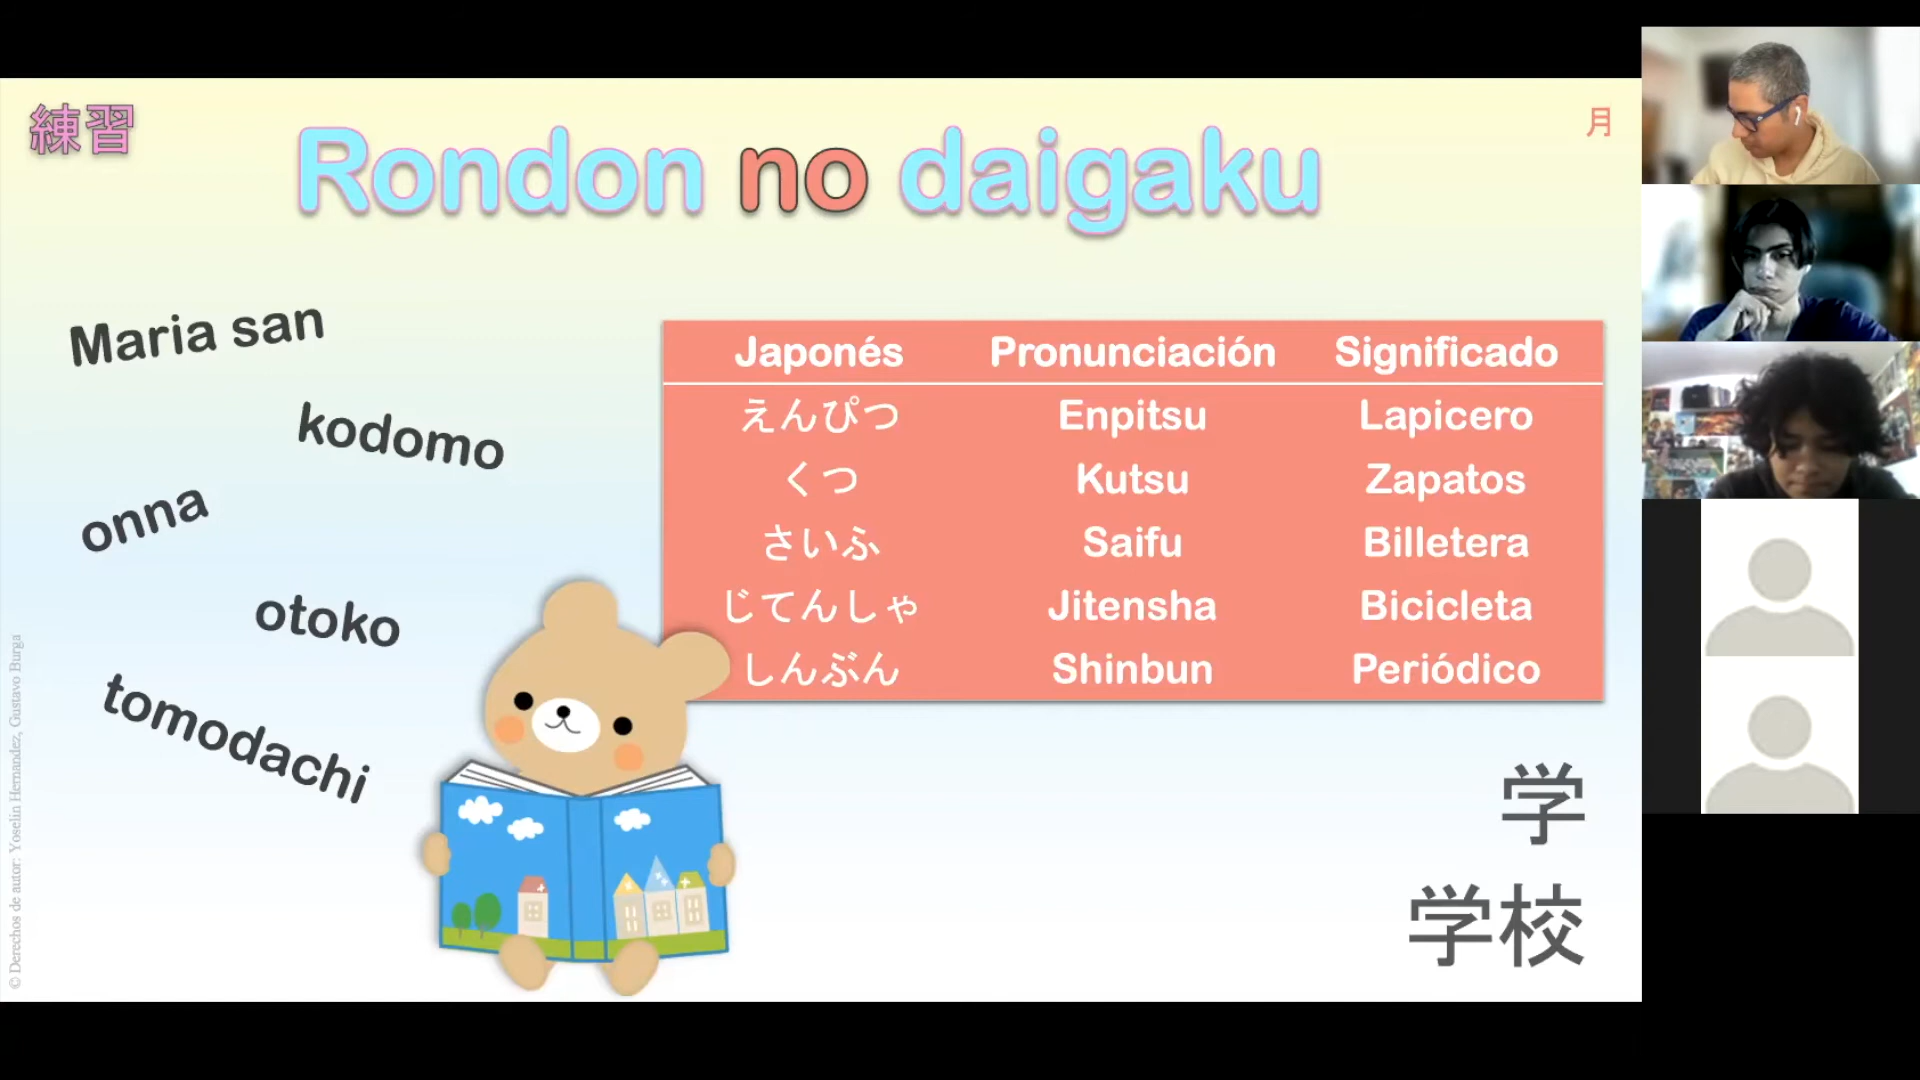 練習
月
Rondon no daigaku
Maria san
kodomo
onna
otoko
tomodachi
Japonés Pronunciación Significado
えんぴつ Enpitsu Lapicero
くつ Kutsu Zapatos
さいふ Saifu Billetera
じてんしゃ Jitensha Bicicleta
しんぶん Shinbun Periódico
学
学校
© Derechos de autor: Yoselin Hernandez, Gustavo Burga